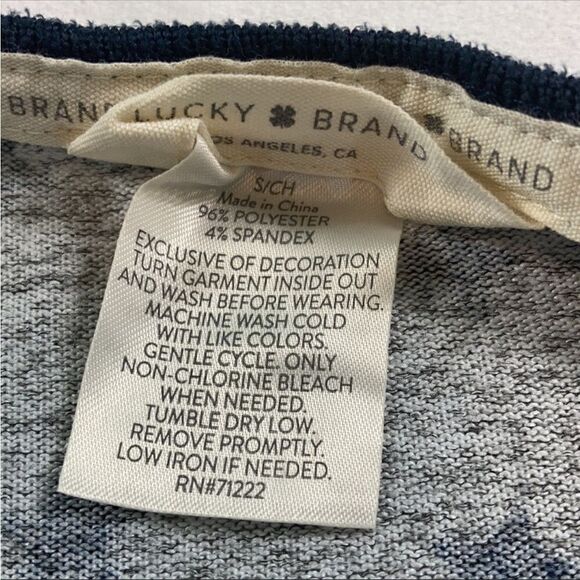 BRAND LUCKY BRAND BRAND
LOS ANGELES, CA
S/CH
Made in China
96% POLYESTER
4% SPANDEX
EXCLUSIVE OF DECORATION
TURN GARMENT INSIDE OUT
AND WASH BEFORE WEARING.
MACHINE WASH COLD
WITH LIKE COLORS.
GENTLE CYCLE. ONLY
NON-CHLORINE BLEACH
WHEN NEEDED.
TUMBLE DRY LOW.
REMOVE PROMPTLY.
LOW IRON IF NEEDED.
RN#71222